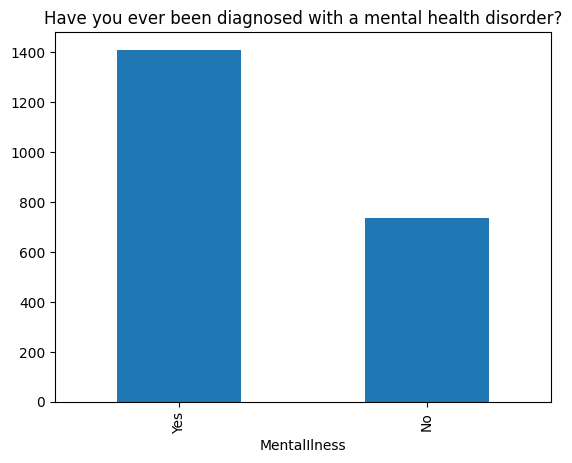 Have you ever been diagnosed with a mental health disorder?
1400
1200
1000
800
600
400
200
0
Yes
No
MentalIlness